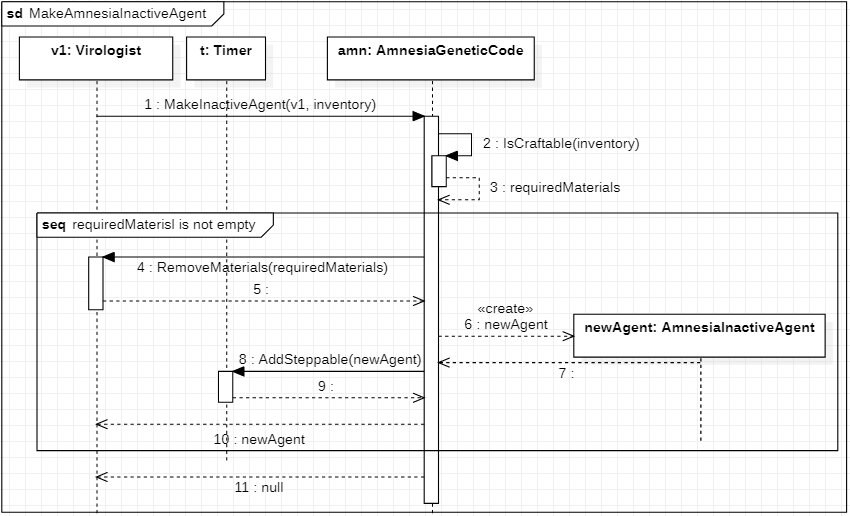 sd MakeAmnesiaInactiveAgent
v1: Virologist
t: Timer
amn: AmnesiaGeneticCode
1 : MakeInactiveAgent(v1, inventory)
2 : IsCraftable(inventory)
3 : requiredMaterials
seq requiredMaterisl is not empty
4 : RemoveMaterials(requiredMaterials)
5 :
«create»
6 : newAgent
newAgent: AmnesiaInactiveAgent
7 :
8 : AddSteppable(newAgent)
9 :
10 : newAgent
11 : null